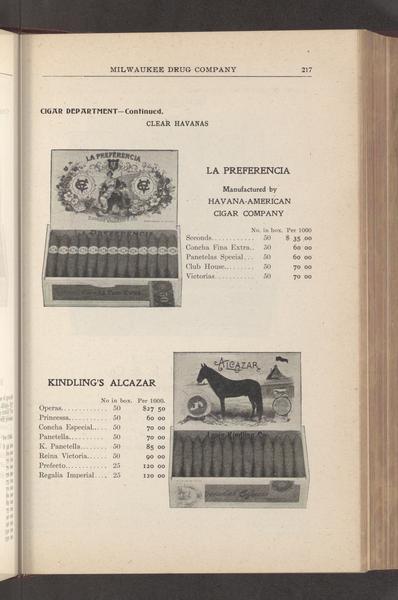 MILWAUKEE DRUG COMPANY 217
CIGAR DEPARTMENT—Continued.
CLEAR HAVANAS
LA PREFERENCIA
LA PREFERENCIA
Manufactured by
HAVANA-AMERICAN
CIGAR COMPANY
No. in box. Per 1000
Seconds............ 50 $ 35 00
Concha Fina Extra.. 50 60 00
Panetelas Special... 60 00
Club House......... 50 70 00
Victorias........... 50 70 00
ALCAZAR
KINDLING'S ALCAZAR
No in box. Per 1000.
Operas............. 50 $27 50
Princessa........... 50 60 00
Concha Especial.... 50 70 00
Panetella........... 50 70 00
K. Panetella........ 50 85 00
Reina Victoria...... 50 90 00
Prefecto............ 25 120 00
Regalia Imperial.... 25 120 00
Louis Kindling Co.